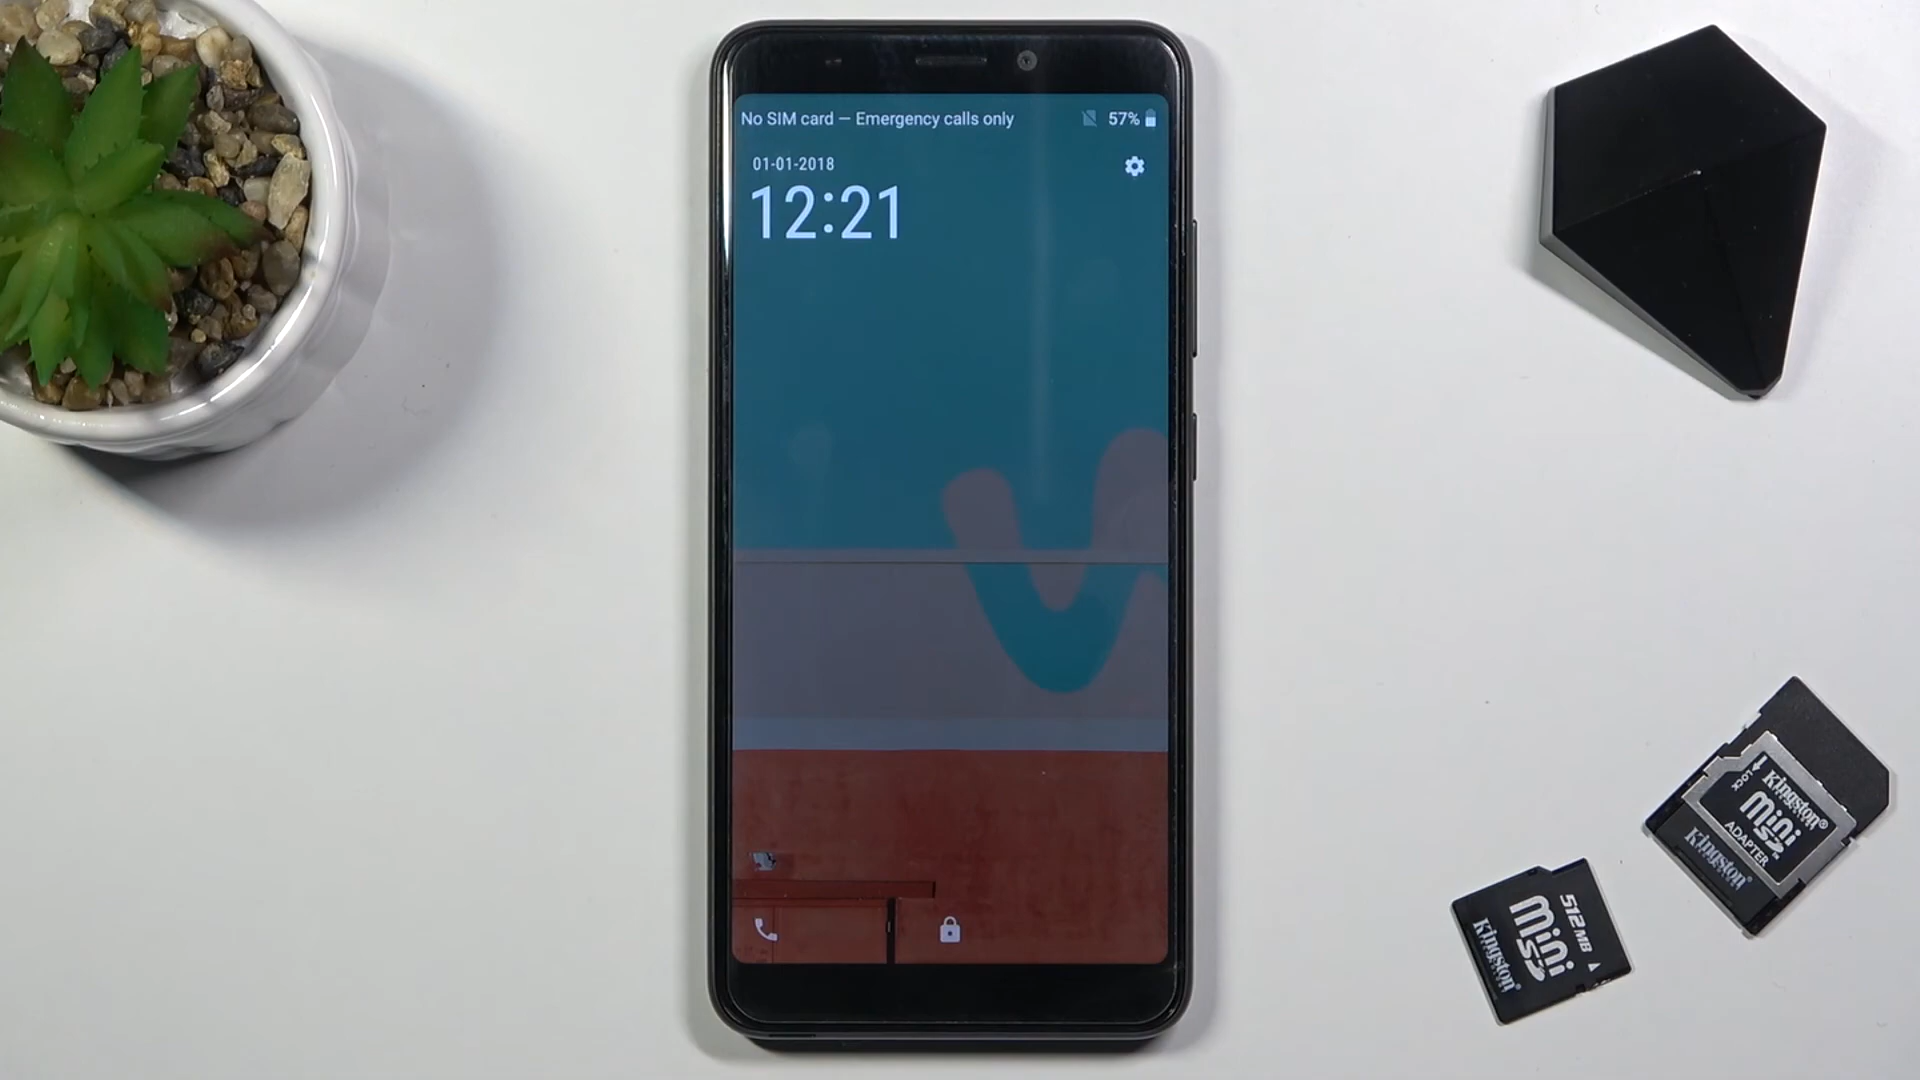 No SIM card — Emergency calls only
57%
01-01-2018
12:21
LOCK
Kingston®
mini
SD
ADAPTER
Kingston®
512MB
mini
SD
Kingston®